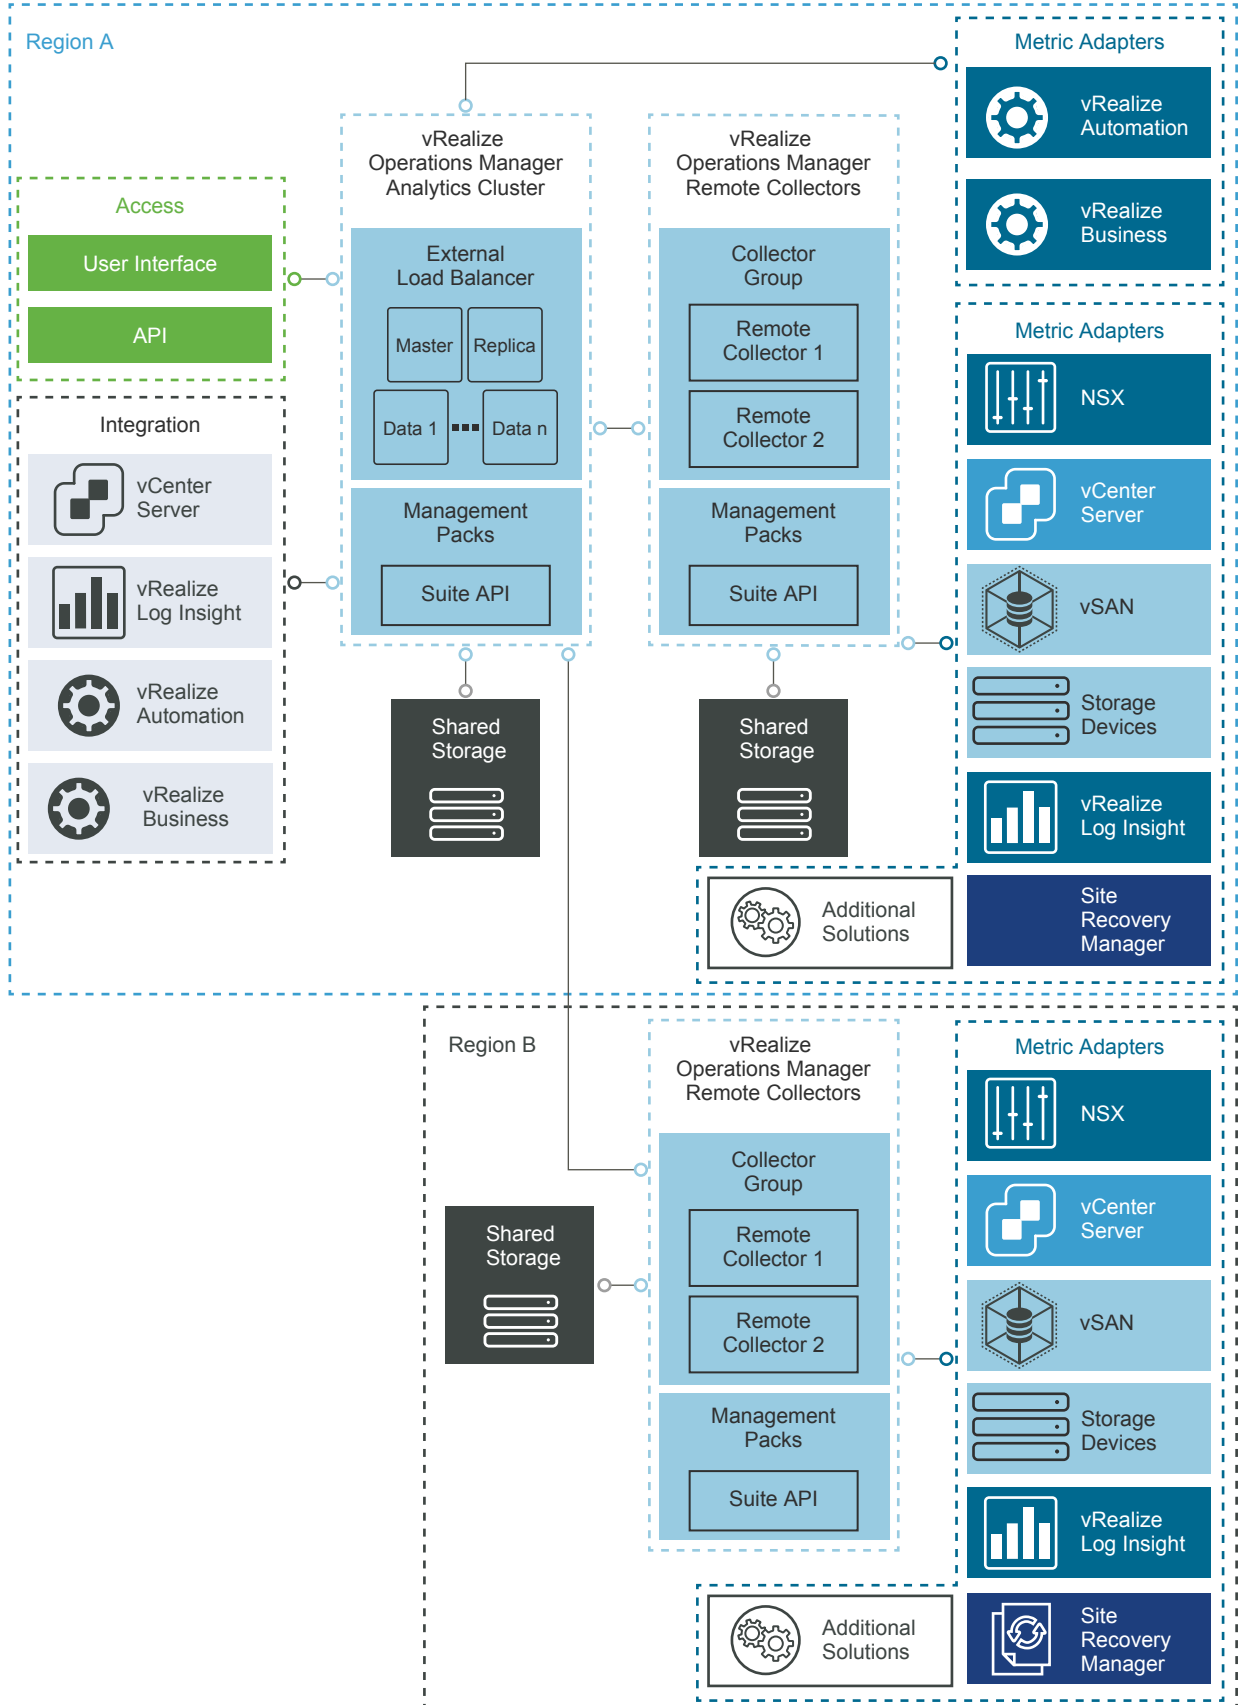 Region A
Access
User Interface
API
Integration
vCenter
Server
vRealize
Log Insight
vRealize
Automation
vRealize
Business
vRealize
Operations Manager
Analytics Cluster
External
Load Balancer
Master
Replica
Data 1
Data n
Management
Packs
Suite API
Shared
Storage
vRealize
Operations Manager
Remote Collectors
Collector
Group
Remote
Collector 1
Remote
Collector 2
Management
Packs
Suite API
Shared
Storage
Metric Adapters
vRealize
Automation
vRealize
Business
Metric Adapters
NSX
vCenter
Server
vSAN
Storage
Devices
vRealize
Log Insight
Site
Recovery
Manager
Additional
Solutions
Region B
Shared
Storage
vRealize
Operations Manager
Remote Collectors
Collector
Group
Remote
Collector 1
Remote
Collector 2
Management
Packs
Suite API
Metric Adapters
NSX
vCenter
Server
vSAN
Storage
Devices
vRealize
Log Insight
Site
Recovery
Manager
Additional
Solutions